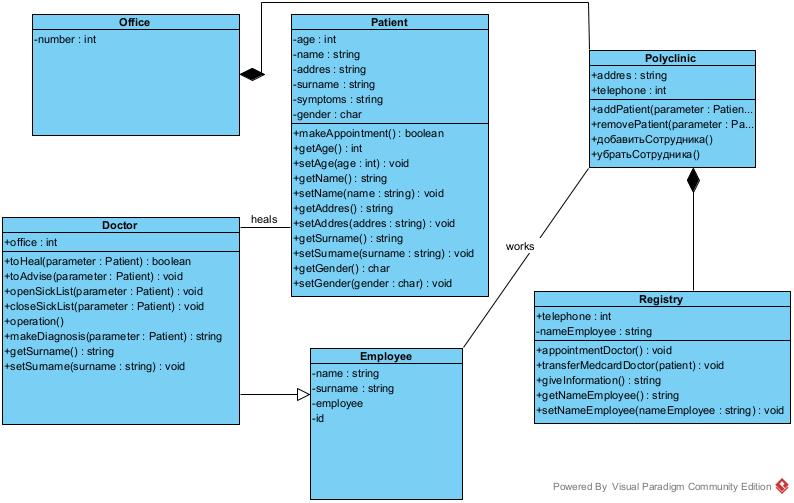 Office
-number : int
Patient
-age : int
-name : string
-addres : string
-surname : string
-symptoms : string
-gender : char
+makeAppointment() : boolean
+getAge() : int
+setAge(age : int) : void
+getName() : string
+setName(name : string) : void
+getAddres() : string
+setAddres(addres : string) : void
+getSurname() : string
+setSurname(surname : string) : void
+getGender() : char
+setGender(gender : char) : void
Polyclinic
+addres : string
+telephone : int
+addPatient(parameter : Patien...
+removePatient(parameter : Pa...
+добавитьСотрудника()
+убратьСотрудника()
heals
works
Doctor
+office : int
+toHeal(parameter : Patient) : boolean
+toAdvise(parameter : Patient) : void
+openSickList(parameter : Patient) : void
+closeSickList(parameter : Patient) : void
+operation()
+makeDiagnosis(parameter : Patient) : string
+getSurname() : string
+setSurname(surname : string) : void
Employee
-name : string
-surname : string
-employee
-id
Registry
+telephone : int
-nameEmployee : string
+appointmentDoctor() : void
+transferMedcardDoctor(patient) : void
+giveInformation() : string
+getNameEmployee() : string
+setNameEmployee(nameEmployee : string) : void
Powered By Visual Paradigm Community Edition